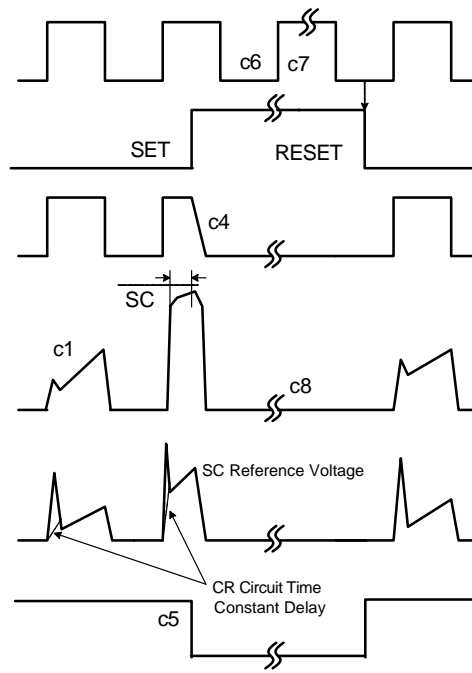 c6
c7
SET
RESET
c4
SC
c1
c8
SC Reference Voltage
CR Circuit Time
Constant Delay
c5